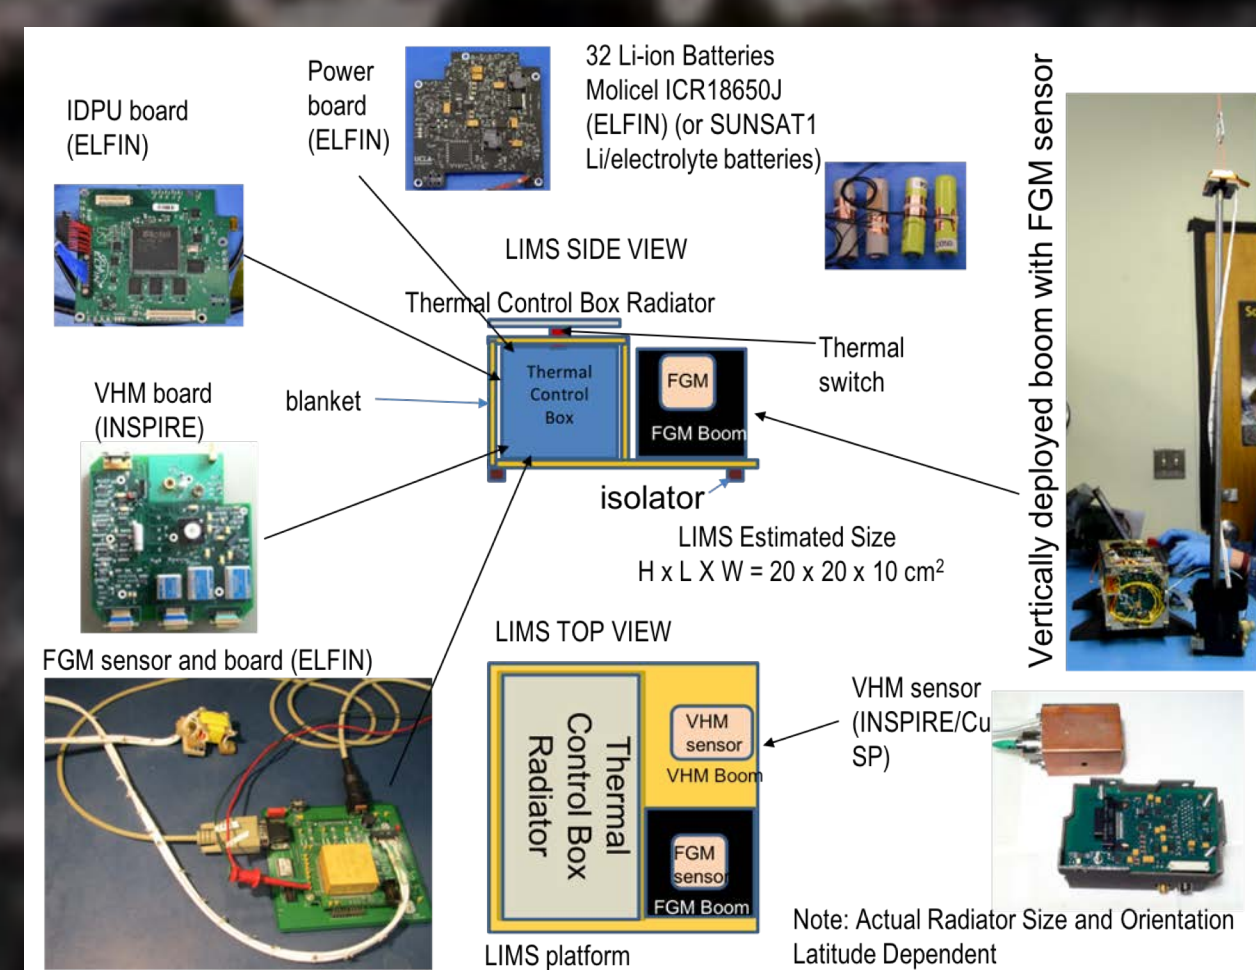 Power
board
(ELFIN)
IDPU board
(ELFIN)
32 Li-ion Batteries
Molicel ICR18650J
(ELFIN) (or SUNSAT1
Li/electrolyte batteries)
UCLA
LIMS SIDE VIEW
Thermal Control Box Radiator
Thermal
switch
Thermal
Control
Box
FGM
FGM Boom
VHM board
(INSPIRE)
blanket
isolator
LIMS Estimated Size
H x L X W = 20 x 20 x 10 cm²
Vertically deployed boom with FGM sensor
FGM sensor and board (ELFIN)
LIMS TOP VIEW
Thermal
Control Box
Radiator
VHM
sensor
VHM Boom
FGM
sensor
FGM Boom
VHM sensor
(INSPIRE/Cu
SP)
LIMS platform
Note: Actual Radiator Size and Orientation
Latitude Dependent